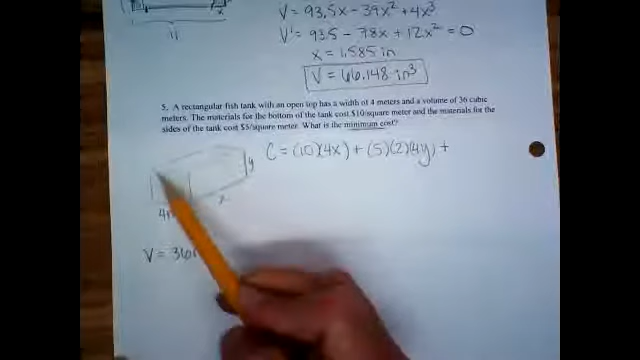 x
11
V = 93.5x - 39x² + 4x³
V' = 93.5 - 78x + 12x² = 0
x = 1.585 in
V = 66.148 in³
5. A rectangular fish tank with an open top has a width of 4 meters and a volume of 36 cubic
meters. The materials for the bottom of the tank cost $10/square meter and the materials for the
sides of the tank cost $5/square meter. What is the minimum cost?
C = (10)(4x) + (5)(2)(4y) +
y
x
4
V = 36